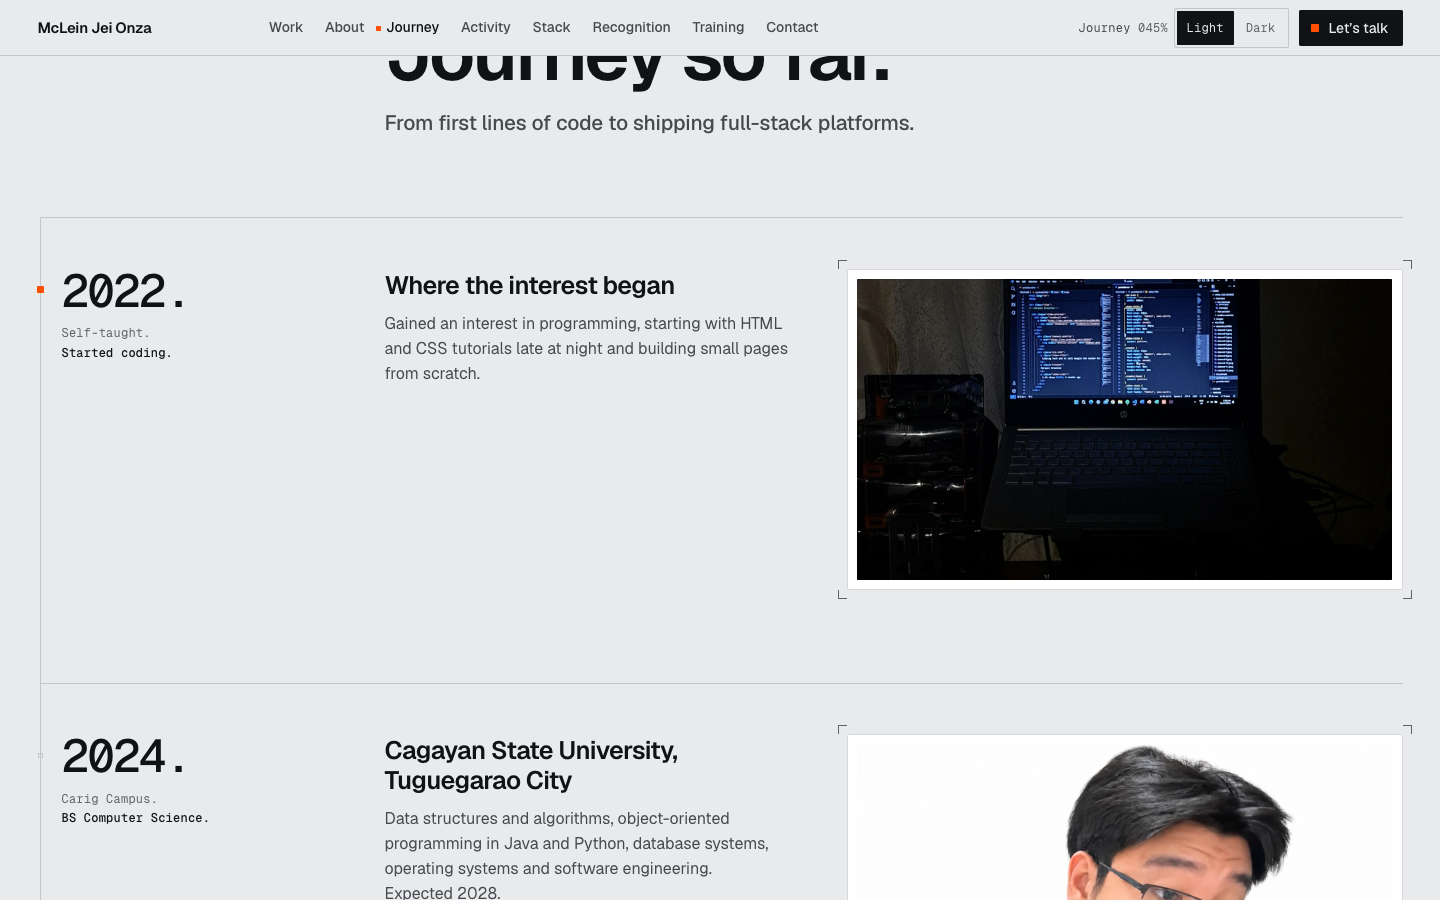 McLein Jei Onza
Work About Journey Activity Stack Recognition Training Contact
Journey 045% Light Dark Let's talk
Journey so far.
From first lines of code to shipping full-stack platforms.
2022.
Self-taught.
Started coding.
Where the interest began
Gained an interest in programming, starting with HTML
and CSS tutorials late at night and building small pages
from scratch.
2024.
Carig Campus.
BS Computer Science.
Cagayan State University,
Tuguegarao City
Data structures and algorithms, object-oriented
programming in Java and Python, database systems,
operating systems and software engineering.
Expected 2028.